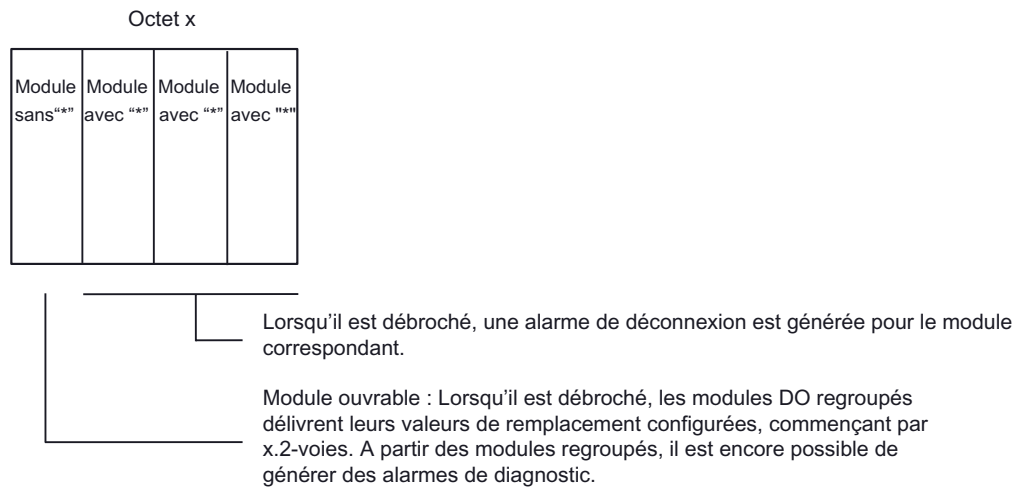 Octet x
Module
sans“*”
Module
avec “*”
Module
avec “*”
Module
avec "*"
Lorsqu’il est débroché, une alarme de déconnexion est générée pour le module
correspondant.
Module ouvrable : Lorsqu’il est débroché, les modules DO regroupés
délivrent leurs valeurs de remplacement configurées, commençant par
x.2-voies. A partir des modules regroupés, il est encore possible de
générer des alarmes de diagnostic.